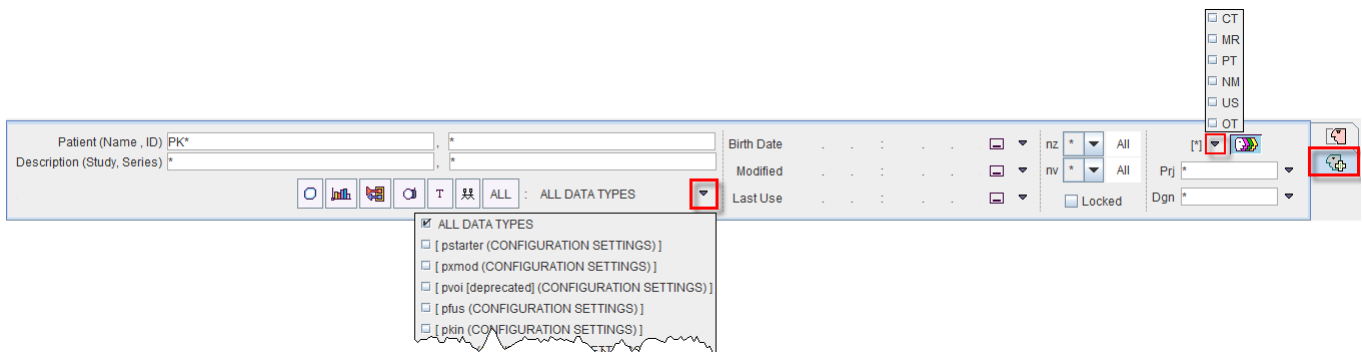 CT
MR
PT
NM
US
OT
Patient (Name , ID) PK* , *
Description (Study, Series) * , *
T ALL : ALL DATA TYPES
Birth Date . . : . .
Modified . . : . .
Last Use . . : . .
nz * All
nv * All
Locked
[*]
Prj *
Dgn *
ALL DATA TYPES
[ pstarter (CONFIGURATION SETTINGS) ]
[ pxmod (CONFIGURATION SETTINGS) ]
[ pvoi [deprecated] (CONFIGURATION SETTINGS) ]
[ pfus (CONFIGURATION SETTINGS) ]
[ pkin (CONFIGURATION SETTINGS) ]